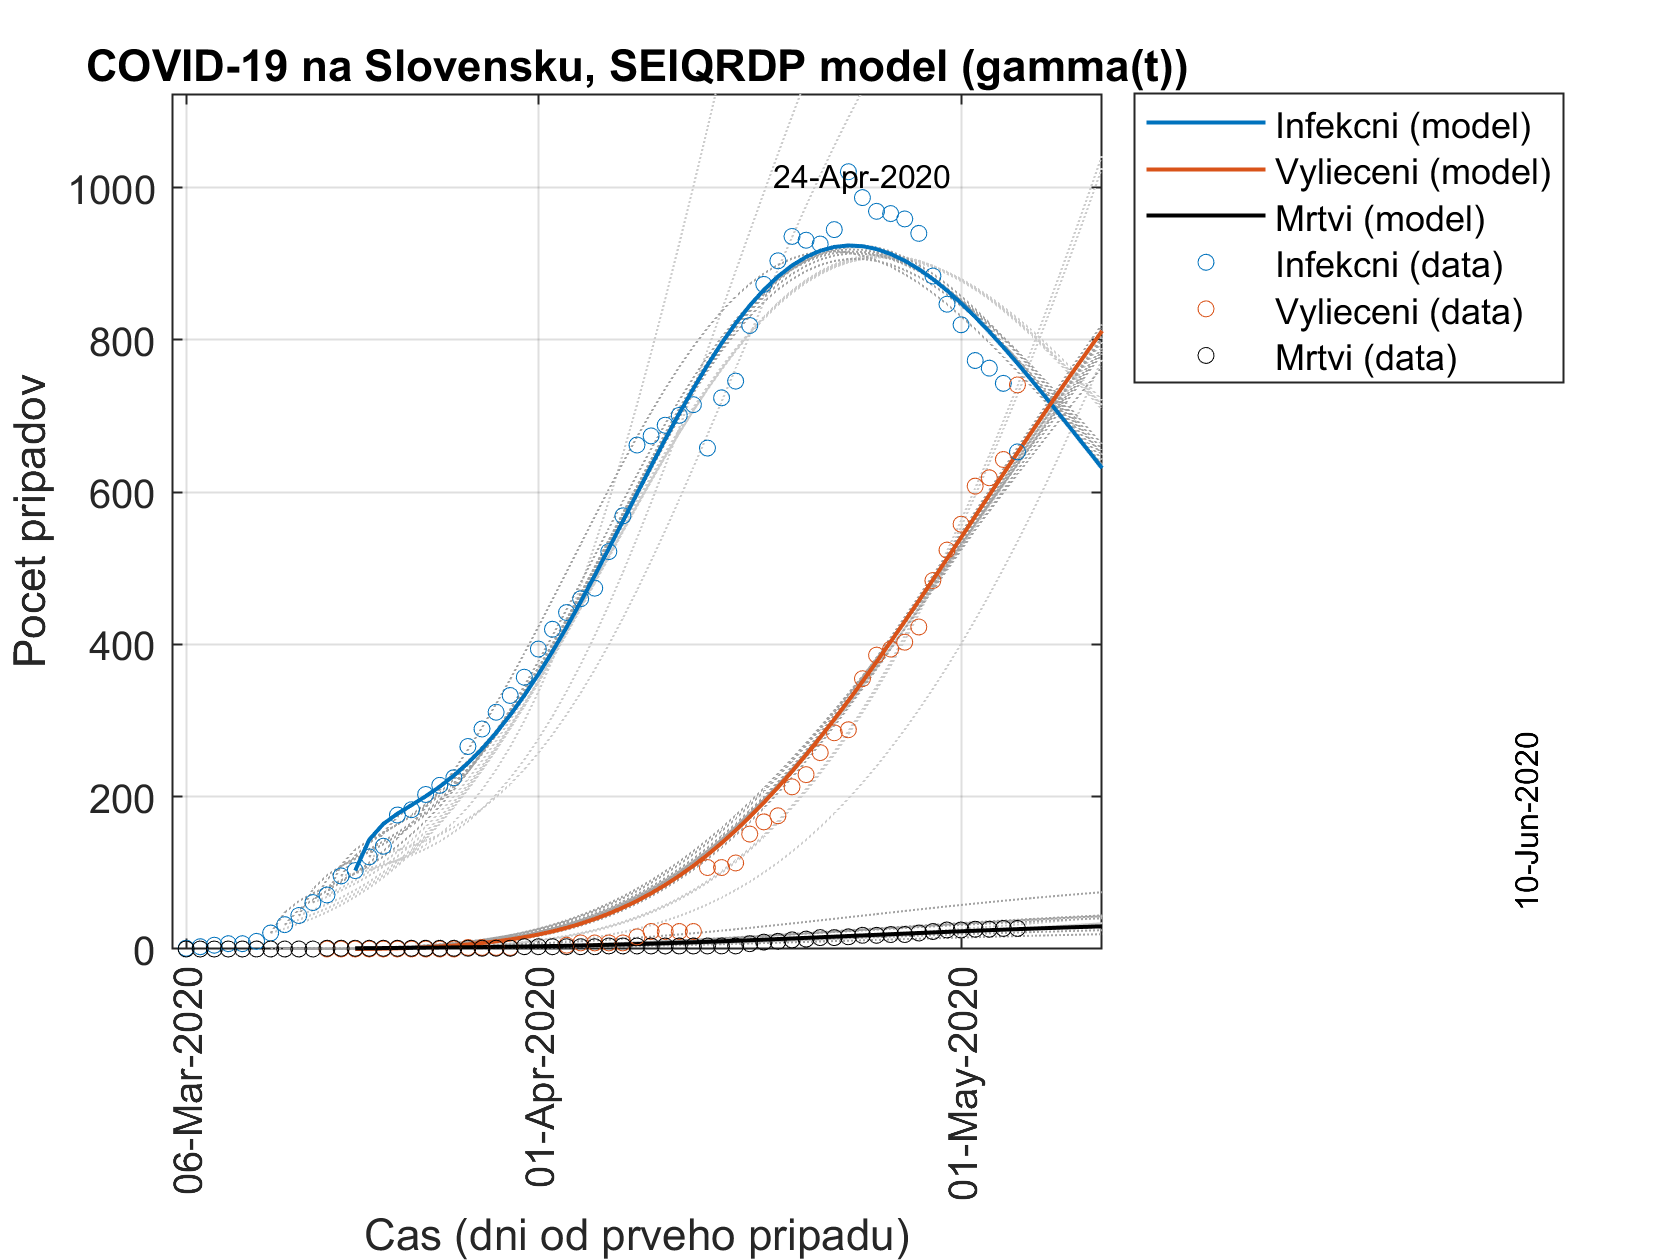 COVID-19 na Slovensku, SEIQRDP model (gamma(t))
Infekcni (model)
Vylieceni (model)
Mrtvi (model)
Infekcni (data)
Vylieceni (data)
Mrtvi (data)
24-Apr-2020
1000
800
600
400
200
0
Pocet pripadov
10-Jun-2020
06-Mar-2020
01-Apr-2020
01-May-2020
Cas (dni od prveho pripadu)